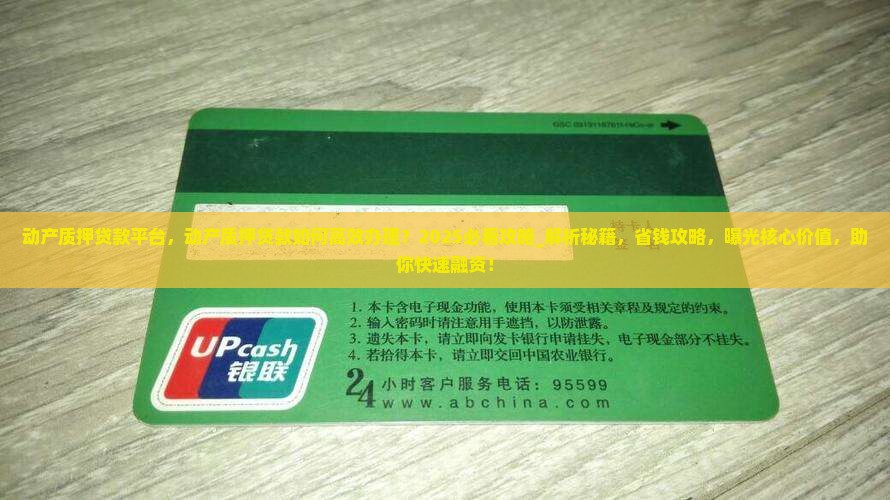 动产质押贷款平台，动产质押贷款如何高效办理？2025全新攻略_解析秘籍，省钱攻略，曝光核心价值，助
你快速融资！
UPcash
银联
1. 本卡含电子现金功能，使用本卡须受相关章程及规定的约束。
2. 输入密码时请注意用手遮挡，以防泄露。
3. 遗失本卡，请立即向发卡银行申请挂失，电子现金部分不挂失。
4. 若拾得本卡，请立即交回中国农业银行。
24小时客户服务电话：95599
www.abchina.com